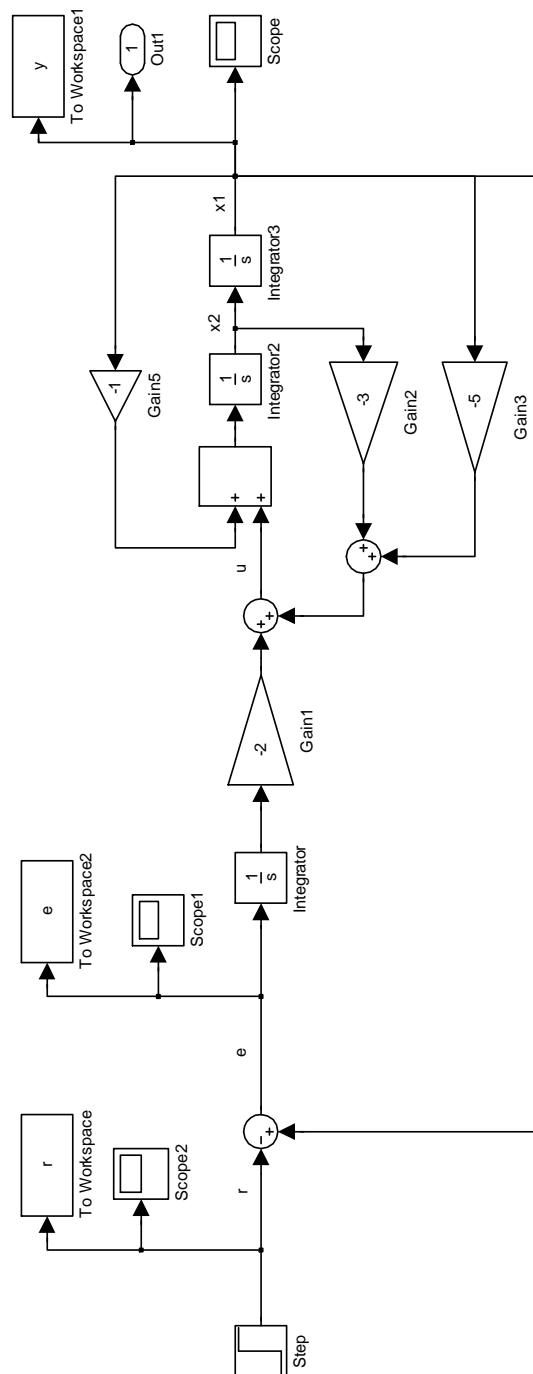 Step
r
To Workspace
Scope2
r
-
+
e
e
To Workspace2
Scope1
1
s
Integrator
-2
Gain1
+
+
u
+
+
-1
Gain5
1
s
Integrator2
x2
1
s
Integrator3
x1
+
+
-3
Gain2
-5
Gain3
y
To Workspace1
1
Out1
Scope